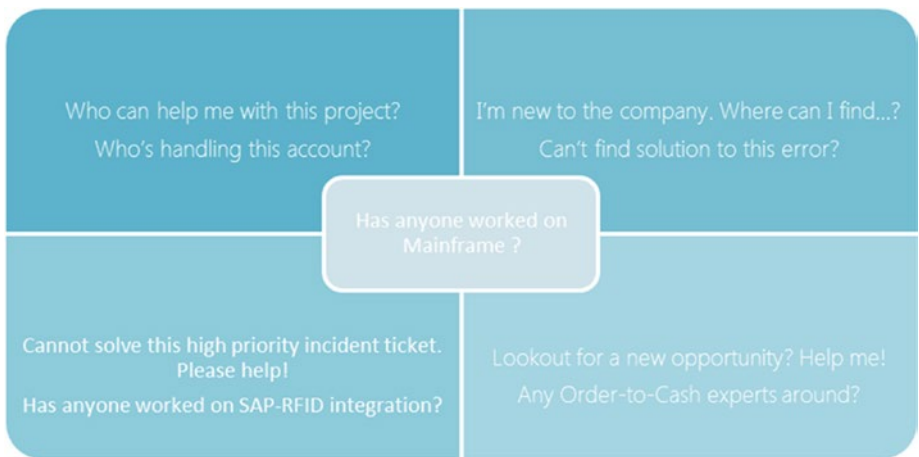 Who can help me with this project?
Who's handling this account?
I'm new to the company. Where can I find...?
Can't find solution to this error?
Has anyone worked on
Mainframe ?
Cannot solve this high priority incident ticket.
Please help!
Has anyone worked on SAP-RFID integration?
Lookout for a new opportunity? Help me!
Any Order-to-Cash experts around?